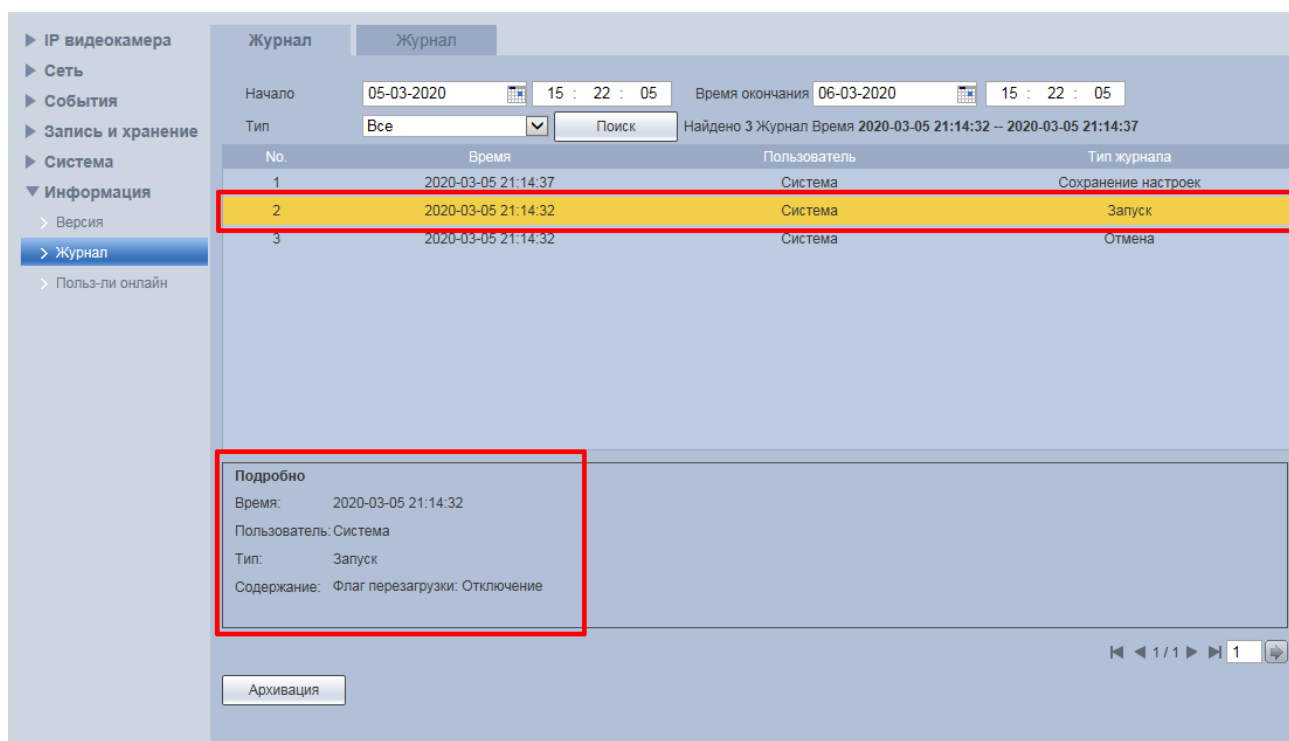 IP видеокамера
Сеть
События
Запись и хранение
Система
Информация
Версия
Журнал
Польз-ли онлайн
Журнал Журнал
Начало 05-03-2020 15 : 22 : 05 Время окончания 06-03-2020 15 : 22 : 05
Тип Все Поиск Найдено 3 Журнал Время 2020-03-05 21:14:32 -- 2020-03-05 21:14:37
No. Время Пользователь Тип журнала
1 2020-03-05 21:14:37 Система Сохранение настроек
2 2020-03-05 21:14:32 Система Запуск
3 2020-03-05 21:14:32 Система Отмена
Подробно
Время: 2020-03-05 21:14:32
Пользователь: Система
Тип: Запуск
Содержание: Флаг перезагрузки: Отключение
1 / 1 1
Архивация